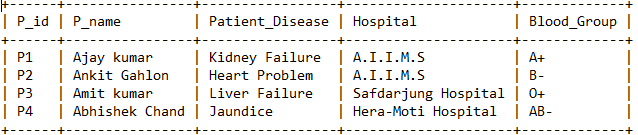 +------+----------------+-----------------+---------------------+-------------+
| P_id | P_name         | Patient_Disease | Hospital            | Blood_Group |
+------+----------------+-----------------+---------------------+-------------+
| P1   | Ajay kumar     | Kidney Failure  | A.I.I.M.S           | A+          |
| P2   | Ankit Gahlon   | Heart Problem   | A.I.I.M.S           | B-          |
| P3   | Amit kumar     | Liver Failure   | Safdarjung Hospital | O+          |
| P4   | Abhishek Chand | Jaundice        | Hera-Moti Hospital  | AB-         |
+------+----------------+-----------------+---------------------+-------------+